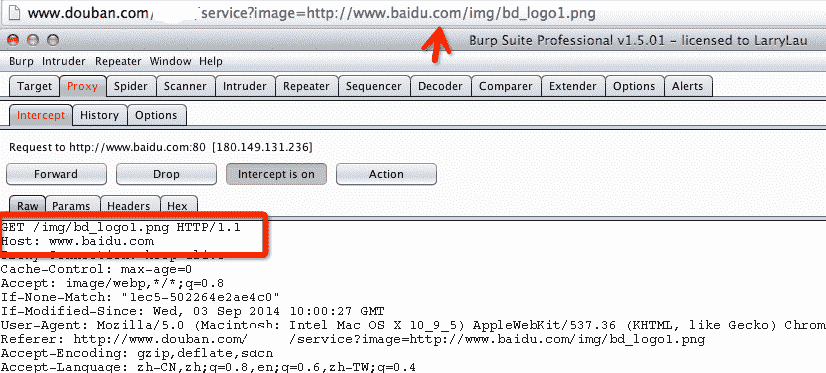 www.douban.com/ /service?image=http://www.baidu.com/img/bd_logo1.png
Burp Suite Professional v1.5.01 – licensed to LarryLau
Burp Intruder Repeater Window Help
Target Proxy Spider Scanner Intruder Repeater Sequencer Decoder Comparer Extender Options Alerts
Intercept History Options
Request to http://www.baidu.com:80 [180.149.131.236]
Forward Drop Intercept is on Action
Raw Params Headers Hex
GET /img/bd_logo1.png HTTP/1.1
Host: www.baidu.com
Proxy-Connection: keep-alive
Cache-Control: max-age=0
Accept: image/webp,*/*;q=0.8
If-None-Match: "1ec5-502264e2ae4c0"
If-Modified-Since: Wed, 03 Sep 2014 10:00:27 GMT
User-Agent: Mozilla/5.0 (Macintosh: Intel Mac OS X 10_9_5) AppleWebKit/537.36 (KHTML, like Gecko) Chrom
Referer: http://www.douban.com/ /service?image=http://www.baidu.com/img/bd_logo1.png
Accept-Encoding: gzip,deflate,sdcn
Accept-Language: zh-CN,zh;q=0.8,en;q=0.6,zh-TW;q=0.4